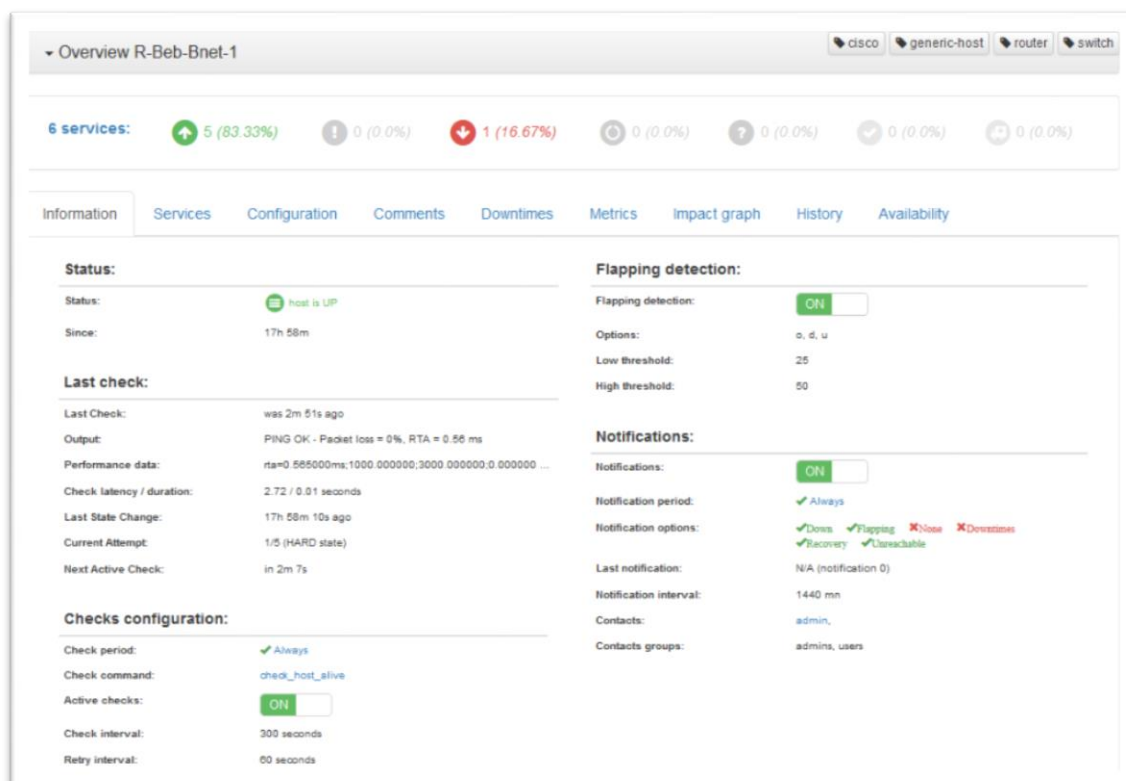 Overview R-Beb-Bnet-1
cisco generic-host router switch
6 services: 5 (83.33%) 0 (0.0%) 1 (16.67%) 0 (0.0%) 0 (0.0%) 0 (0.0%) 0 (0.0%)
Information Services Configuration Comments Downtimes Metrics Impact graph History Availability
Status:
Status: host is UP
Since: 17h 58m
Last check:
Last Check: was 2m 51s ago
Output: PING OK - Packet loss = 0%, RTA = 0.56 ms
Performance data: rta=0.565000ms;1000.000000;3000.000000;0.000000 ...
Check latency / duration: 2.72 / 0.01 seconds
Last State Change: 17h 58m 10s ago
Current Attempt: 1/5 (HARD state)
Next Active Check: in 2m 7s
Checks configuration:
Check period: Always
Check command: check_host_alive
Active checks: ON
Check interval: 300 seconds
Retry interval: 60 seconds
Flapping detection:
Flapping detection: ON
Options: o, d, u
Low threshold: 25
High threshold: 50
Notifications:
Notifications: ON
Notification period: Always
Notification options: Down Flapping None Downtimes
Recovery Unreachable
Last notification: N/A (notification 0)
Notification interval: 1440 mn
Contacts: admin,
Contacts groups: admins, users